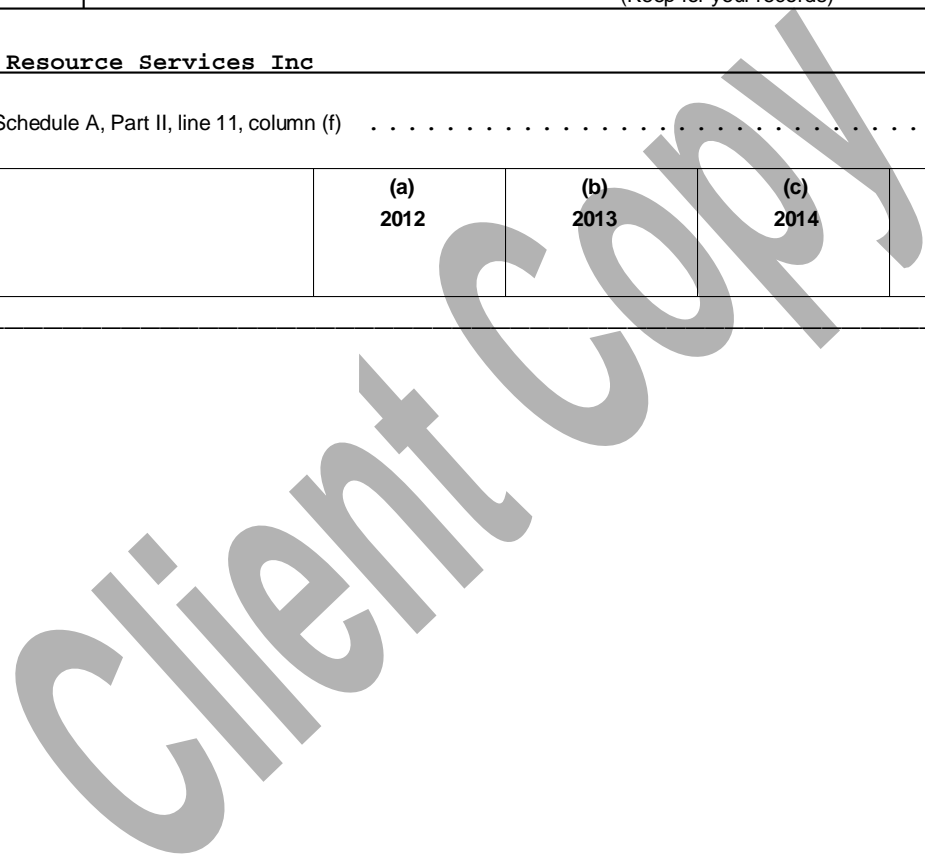 (Keep for your records)
Resource Services Inc
Schedule A, Part II, line 11, column (f) . . . . . . . . . . . . . . . . . . . . . . . . . . . . .
(a) (b) (c)
2012 2013 2014
Client Copy